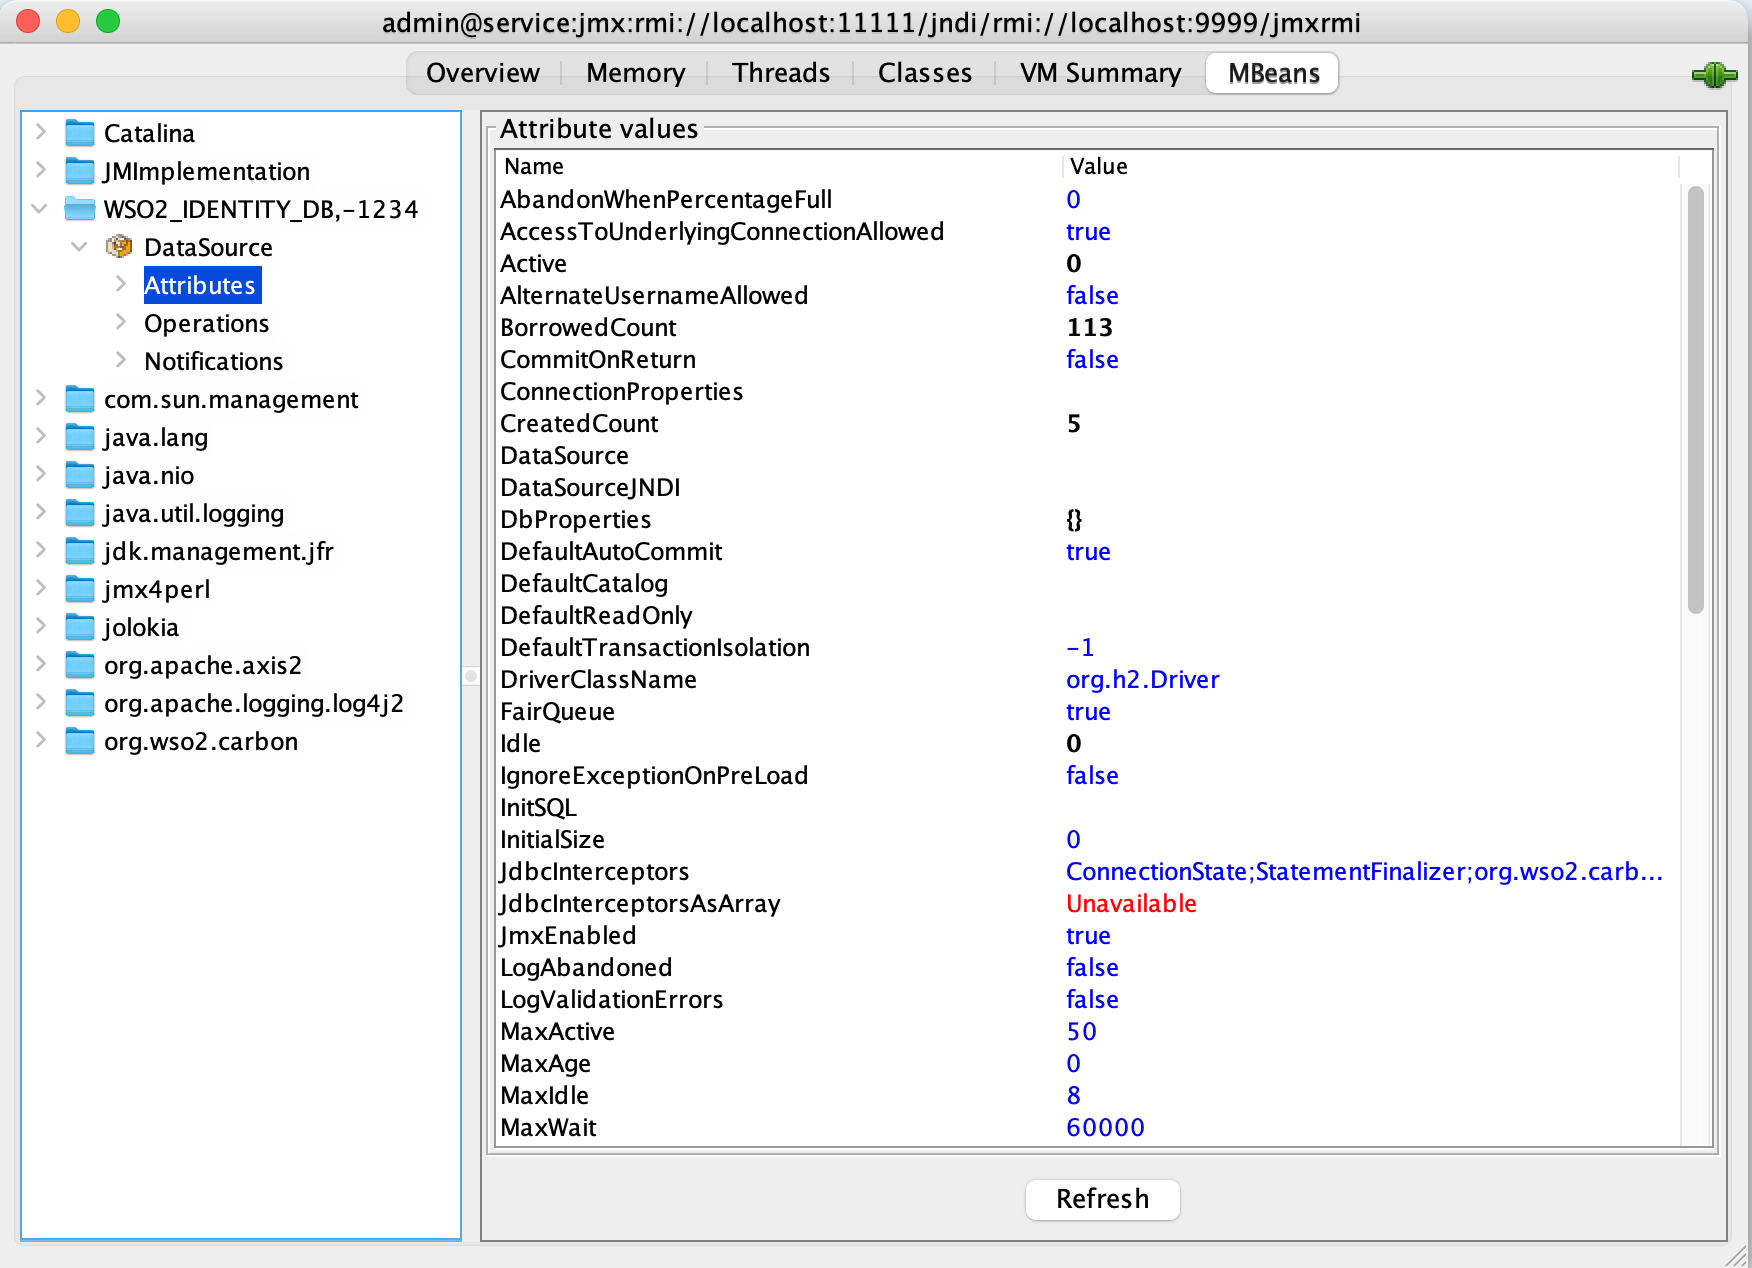 admin@service:jmx:rmi://localhost:11111/jndi/rmi://localhost:9999/jmxrmi
Overview Memory Threads Classes VM Summary MBeans
Catalina
JMImplementation
WSO2_IDENTITY_DB,-1234
DataSource
Attributes
Operations
Notifications
com.sun.management
java.lang
java.nio
java.util.logging
jdk.management.jfr
jmx4perl
jolokia
org.apache.axis2
org.apache.logging.log4j2
org.wso2.carbon
Attribute values
Name Value
AbandonWhenPercentageFull 0
AccessToUnderlyingConnectionAllowed true
Active 0
AlternateUsernameAllowed false
BorrowedCount 113
CommitOnReturn false
ConnectionProperties
CreatedCount 5
DataSource
DataSourceJNDI
DbProperties {}
DefaultAutoCommit true
DefaultCatalog
DefaultReadOnly
DefaultTransactionIsolation -1
DriverClassName org.h2.Driver
FairQueue true
Idle 0
IgnoreExceptionOnPreLoad false
InitSQL
InitialSize 0
JdbcInterceptors ConnectionState;StatementFinalizer;org.wso2.carb...
JdbcInterceptorsAsArray Unavailable
JmxEnabled true
LogAbandoned false
LogValidationErrors false
MaxActive 50
MaxAge 0
MaxIdle 8
MaxWait 60000
Refresh